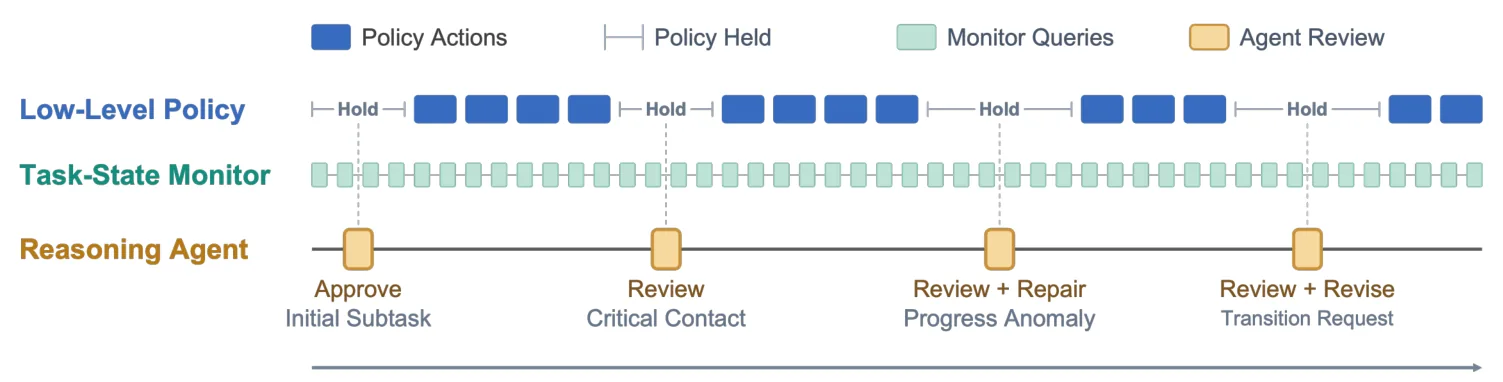 Policy Actions
Policy Held
Monitor Queries
Agent Review
Low-Level Policy
Hold
Hold
Hold
Hold
Task-State Monitor
Reasoning Agent
Approve
Initial Subtask
Review
Critical Contact
Review + Repair
Progress Anomaly
Review + Revise
Transition Request